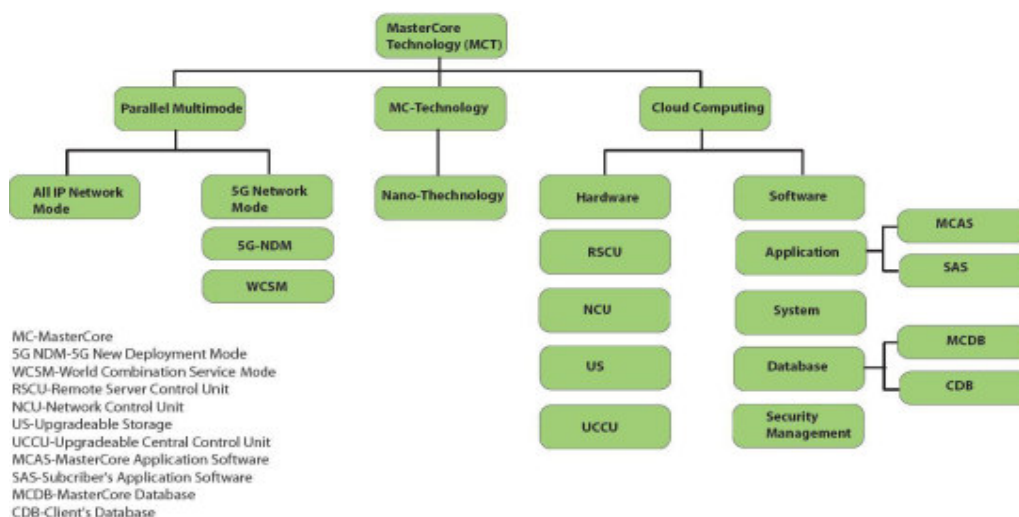 MasterCore
Technology (MCT)
Parallel Multimode
MC-Technology
Cloud Computing
All IP Network
Mode
5G Network
Mode
Nano-Thechnology
Hardware
Software
5G-NDM
WCSM
RSCU
NCU
US
UCCU
Application
MCAS
SAS
System
Database
MCDB
CDB
Security
Management
MC-MasterCore
5G NDM-5G New Deployment Mode
WCSM-World Combination Service Mode
RSCU-Remote Server Control Unit
NCU-Network Control Unit
US-Upgradeable Storage
UCCU-Upgradeable Central Control Unit
MCAS-MasterCore Application Software
SAS-Subcriber's Application Software
MCDB-MasterCore Database
CDB-Client's Database